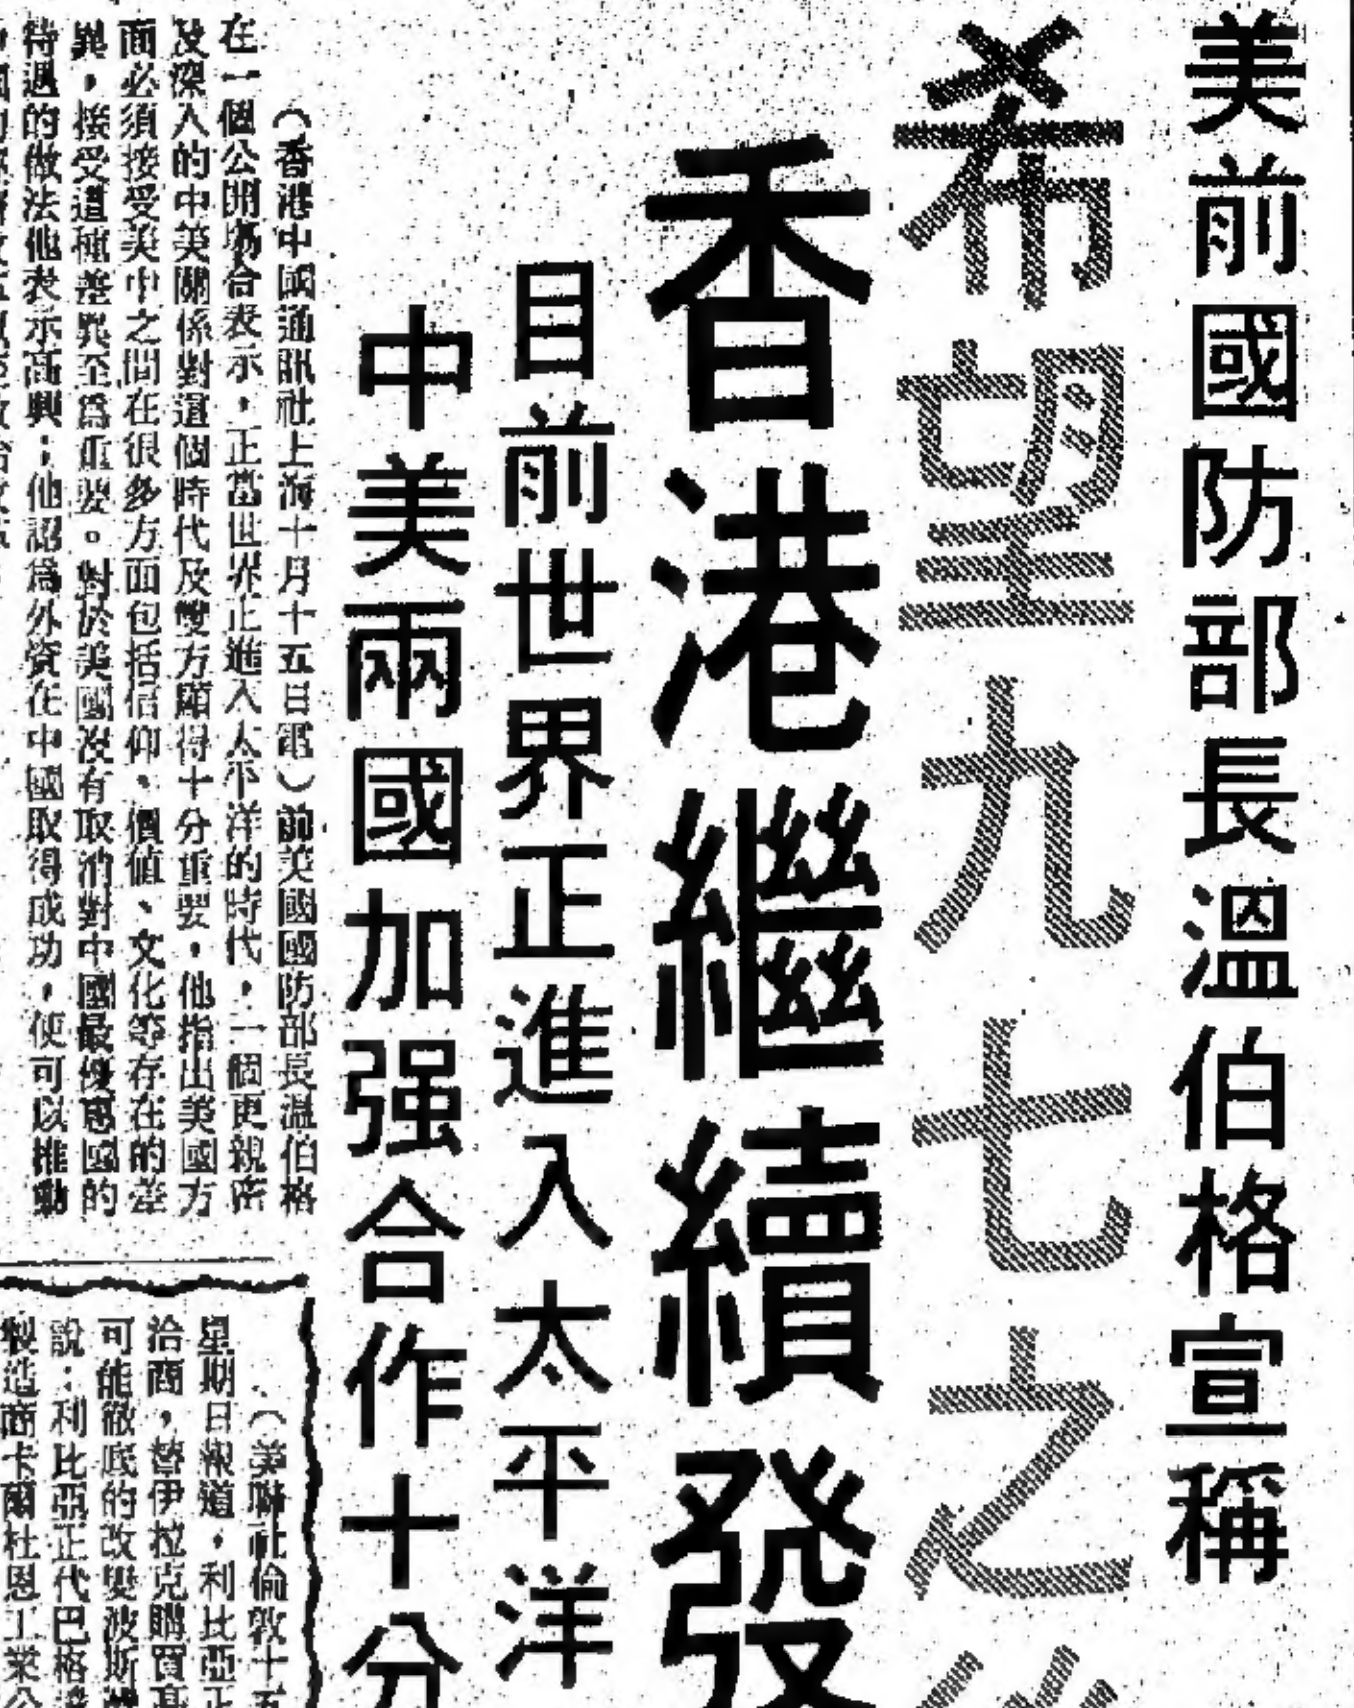 美前國防部長溫伯格宣稱
希望九七之後
香港繼續發
目前世界正進入太平洋
中美兩國加强合作十分
（香港中國通訊社上海十月十五日電）前美國國防部長溫伯格
在一個公開場合表示，正當世界正進入太平洋的時代，一個更親密
及深入的中美關係對這個時代及雙方顯得十分重要，他指出美國方
面必須接受美中之間在很多方面包括信仰、價值、文化等存在的差
異，接受這種差異至爲重要。對於美國沒有取消對中國最優惠國的
待遇的做法他表示高興；他認爲外資在中國取得成功，便可以推動
（美聯社倫敦十五
星期日報道，利比亞正
洽商，替伊拉克購買
可能徹底的改變波斯
說：利比亞正代巴格達
製造商卡爾杜恩工業公